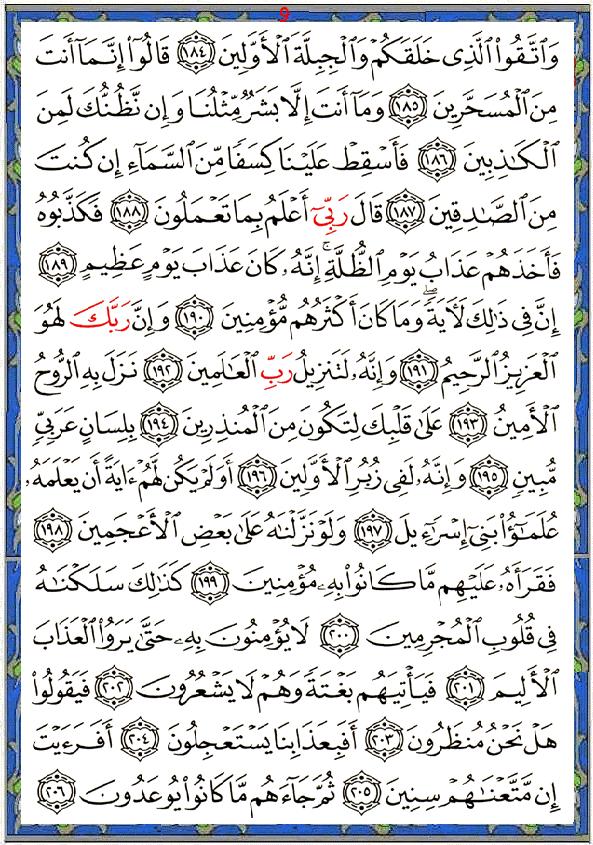 و
وَٱتَّقُوا۟ ٱلَّذِى خَلَقَكُمْ وَٱلْجِبِلَّةَ ٱلْأَوَّلِينَ ١٨٤ قَالُوٓا۟ إِنَّمَآ أَنتَ
مِنَ ٱلْمُسَحَّرِينَ ١٨٥ وَمَآ أَنتَ إِلَّا بَشَرٌ مِّثْلُنَا وَإِن نَّظُنُّكَ لَمِنَ
ٱلْكَٰذِبِينَ ١٨٦ فَأَسْقِطْ عَلَيْنَا كِسَفًا مِّنَ ٱلسَّمَآءِ إِن كُنتَ
مِنَ ٱلصَّٰدِقِينَ ١٨٧ قَالَ رَبِّىٓ أَعْلَمُ بِمَا تَعْمَلُونَ ١٨٨ فَكَذَّبُوهُ
فَأَخَذَهُمْ عَذَابُ يَوْمِ ٱلظُّلَّةِ ۚ إِنَّهُۥ كَانَ عَذَابَ يَوْمٍ عَظِيمٍ ١٨٩
إِنَّ فِى ذَٰلِكَ لَءَايَةً ۖ وَمَا كَانَ أَكْثَرُهُم مُّؤْمِنِينَ ١٩٠ وَإِنَّ رَبَّكَ لَهُوَ
ٱلْعَزِيزُ ٱلرَّحِيمُ ١٩١ وَإِنَّهُۥ لَتَنزِيلُ رَبِّ ٱلْعَٰلَمِينَ ١٩٢ نَزَلَ بِهِ ٱلرُّوحُ
ٱلْأَمِينُ ١٩٣ عَلَىٰ قَلْبِكَ لِتَكُونَ مِنَ ٱلْمُنذِرِينَ ١٩٤ بِلِسَانٍ عَرَبِىٍّ
مُّبِينٍ ١٩٥ وَإِنَّهُۥ لَفِى زُبُرِ ٱلْأَوَّلِينَ ١٩٦ أَوَلَمْ يَكُن لَّهُمْ ءَايَةً أَن يَعْلَمَهُۥ
عُلَمَٰٓؤُا۟ بَنِىٓ إِسْرَٰٓءِيلَ ١٩٧ وَلَوْ نَزَّلْنَٰهُ عَلَىٰ بَعْضِ ٱلْأَعْجَمِينَ ١٩٨
فَقَرَأَهُۥ عَلَيْهِم مَّا كَانُوا۟ بِهِۦ مُؤْمِنِينَ ١٩٩ كَذَٰلِكَ سَلَكْنَٰهُ
فِى قُلُوبِ ٱلْمُجْرِمِينَ ٢٠٠ لَا يُؤْمِنُونَ بِهِۦ حَتَّىٰ يَرَوُا۟ ٱلْعَذَابَ
ٱلْأَلِيمَ ٢٠١ فَيَأْتِيَهُم بَغْتَةً وَهُمْ لَا يَشْعُرُونَ ٢٠٢ فَيَقُولُوا۟
هَلْ نَحْنُ مُنظَرُونَ ٢٠٣ أَفَبِعَذَابِنَا يَسْتَعْجِلُونَ ٢٠٤ أَفَرَءَيْتَ
إِن مَّتَّعْنَٰهُمْ سِنِينَ ٢٠٥ ثُمَّ جَآءَهُم مَّا كَانُوا۟ يُوعَدُونَ ٢٠٦